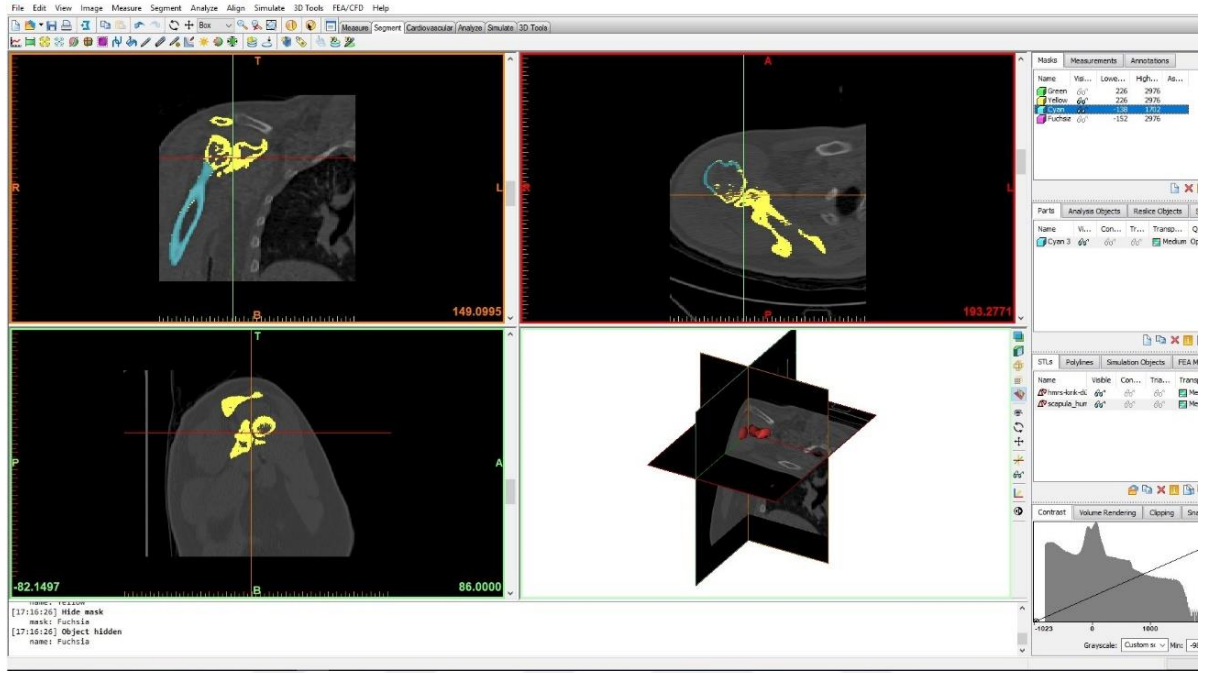 File Edit View Image Measure Segment Analyze Align Simulate 3D Tools FEA/CFD Help
Box Measure Segment Cardiovascular Analyze Simulate 3D Tools
T
R
L
B
149.0995
A
R
L
P
193.2771
T
P
A
B
-82.1497
86.0000
Masks Measurements Annotations
Name Visi... Lowe... High... As...
Green 226 2976
Yellow 226 2976
Cyan -138 1702
Fuchsia -152 2976
Parts Analysis Objects Reslice Objects
Name Vi... Con... Tr... Transp...
Cyan 3 Medium
STLs Polylines Simulation Objects FEA M
Name Visible Con... Tria... Transp
scapula_hum
Contrast Volume Rendering Clipping Sna
-1023 0 1000
Grayscale: Min:
[17:16:26] Hide mask
mask: Fuchsia
[17:16:26] Object hidden
name: Fuchsia